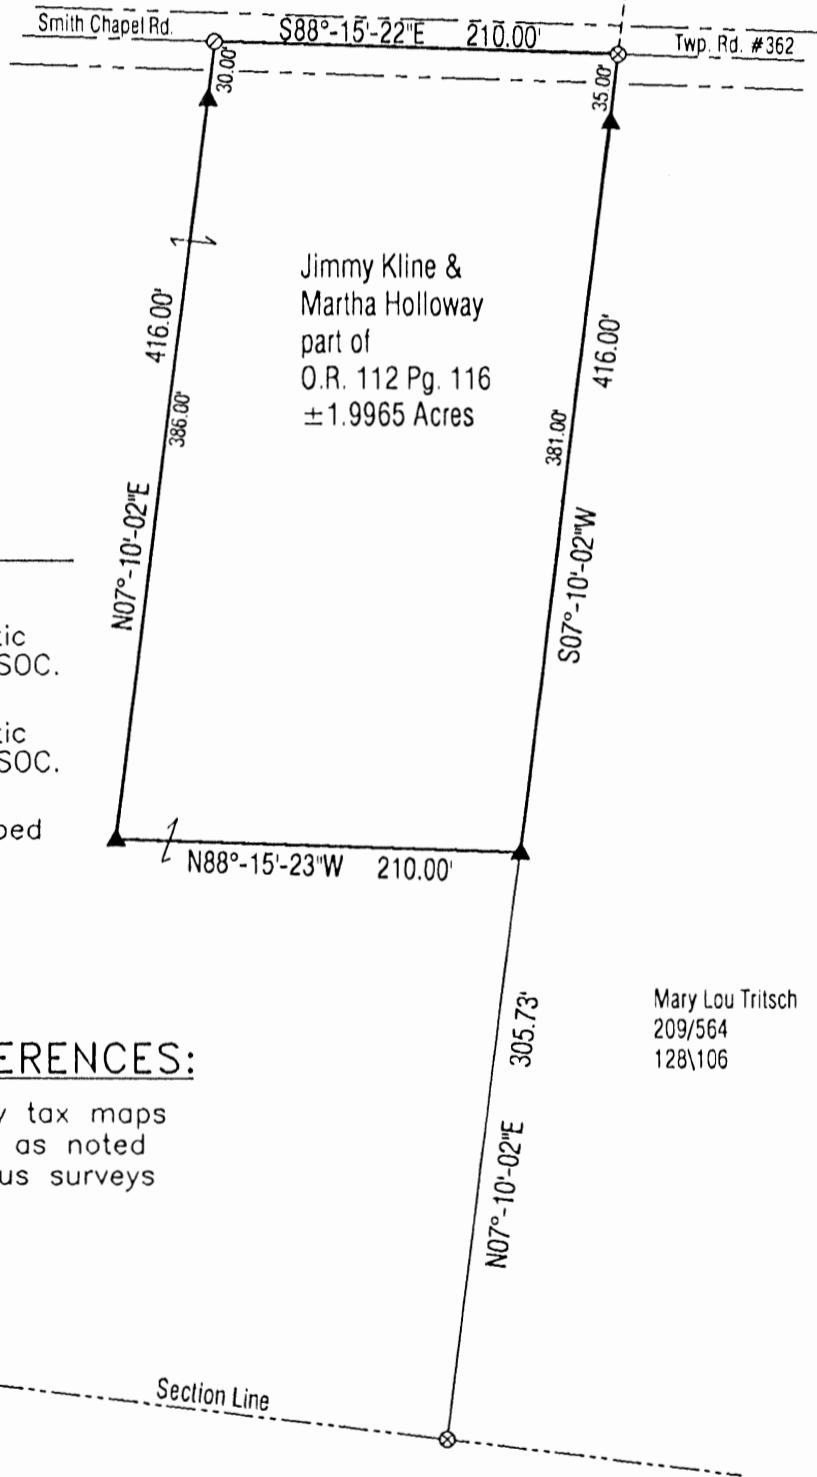 Smith Chapel Rd.
S88°-15'-22"E 210.00'
Twp. Rd. #362
30.00'
35.00'
Jimmy Kline &
Martha Holloway
part of
O.R. 112 Pg. 116
±1.9965 Acres
416.00'
386.00'
N07°-10'-02"E
416.00'
381.00'
S07°-10'-02"W
tic
SOC.
tic
SOC.
ped
N88°-15'-23"W 210.00'
305.73'
N07°-10'-02"E
Mary Lou Tritsch
209/564
128\106
ERENCES:
y tax maps
as noted
us surveys
Section Line